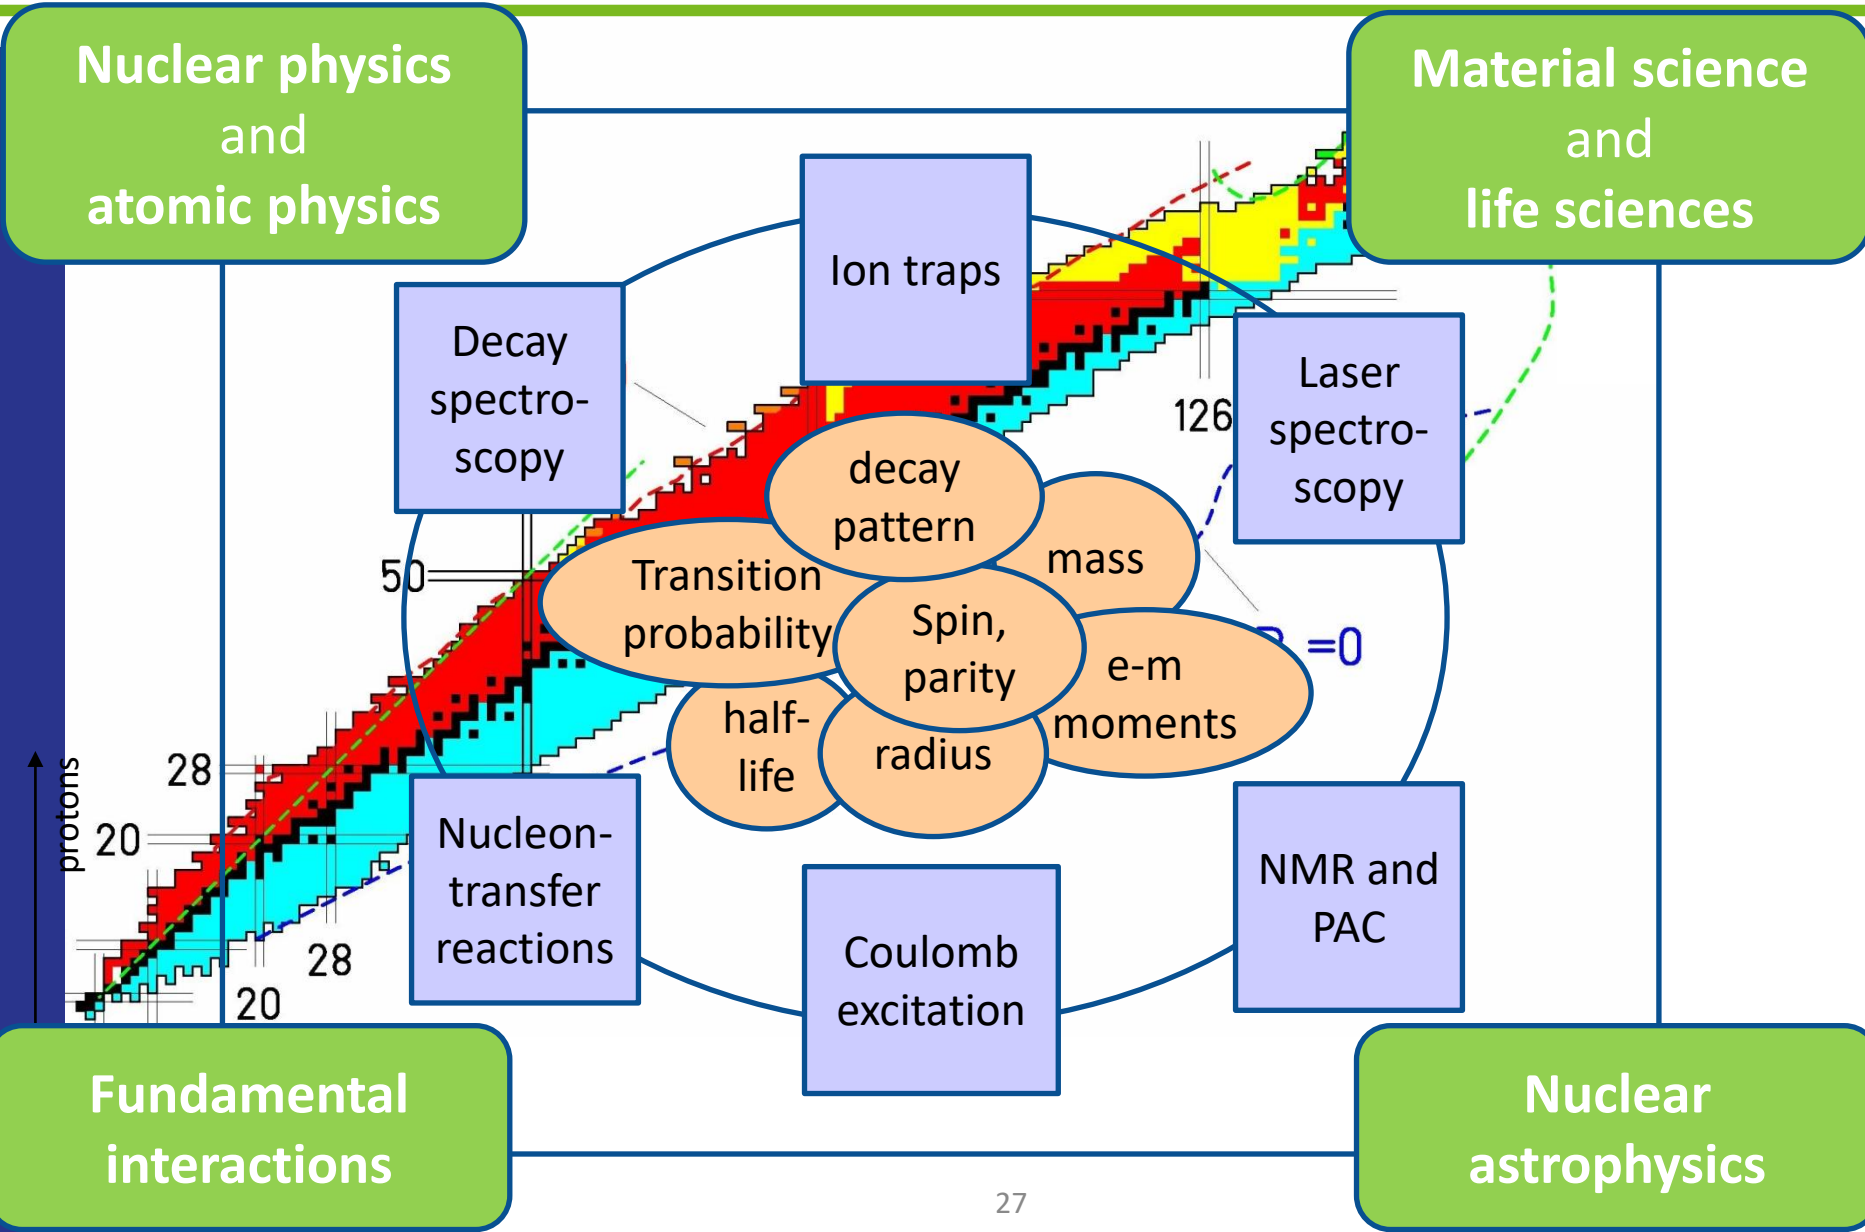 Nuclear physics
and
atomic physics
Material science
and
life sciences
Ion traps
Decay
spectro-
scopy
Laser
spectro-
scopy
126
decay
pattern
mass
50
Transition
probability
Spin,
parity
e-m
moments
=0
half-
life
radius
28
protons
20
Nucleon-
transfer
reactions
NMR and
PAC
Coulomb
excitation
28
20
Fundamental
interactions
Nuclear
astrophysics
27